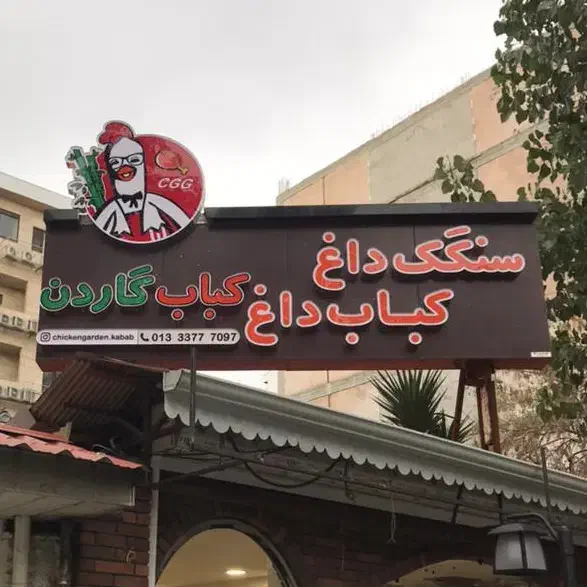 CGG
سنگک داغ
کباب داغ
کباب گاردن
chickengarden.kabab
013 3377 7097